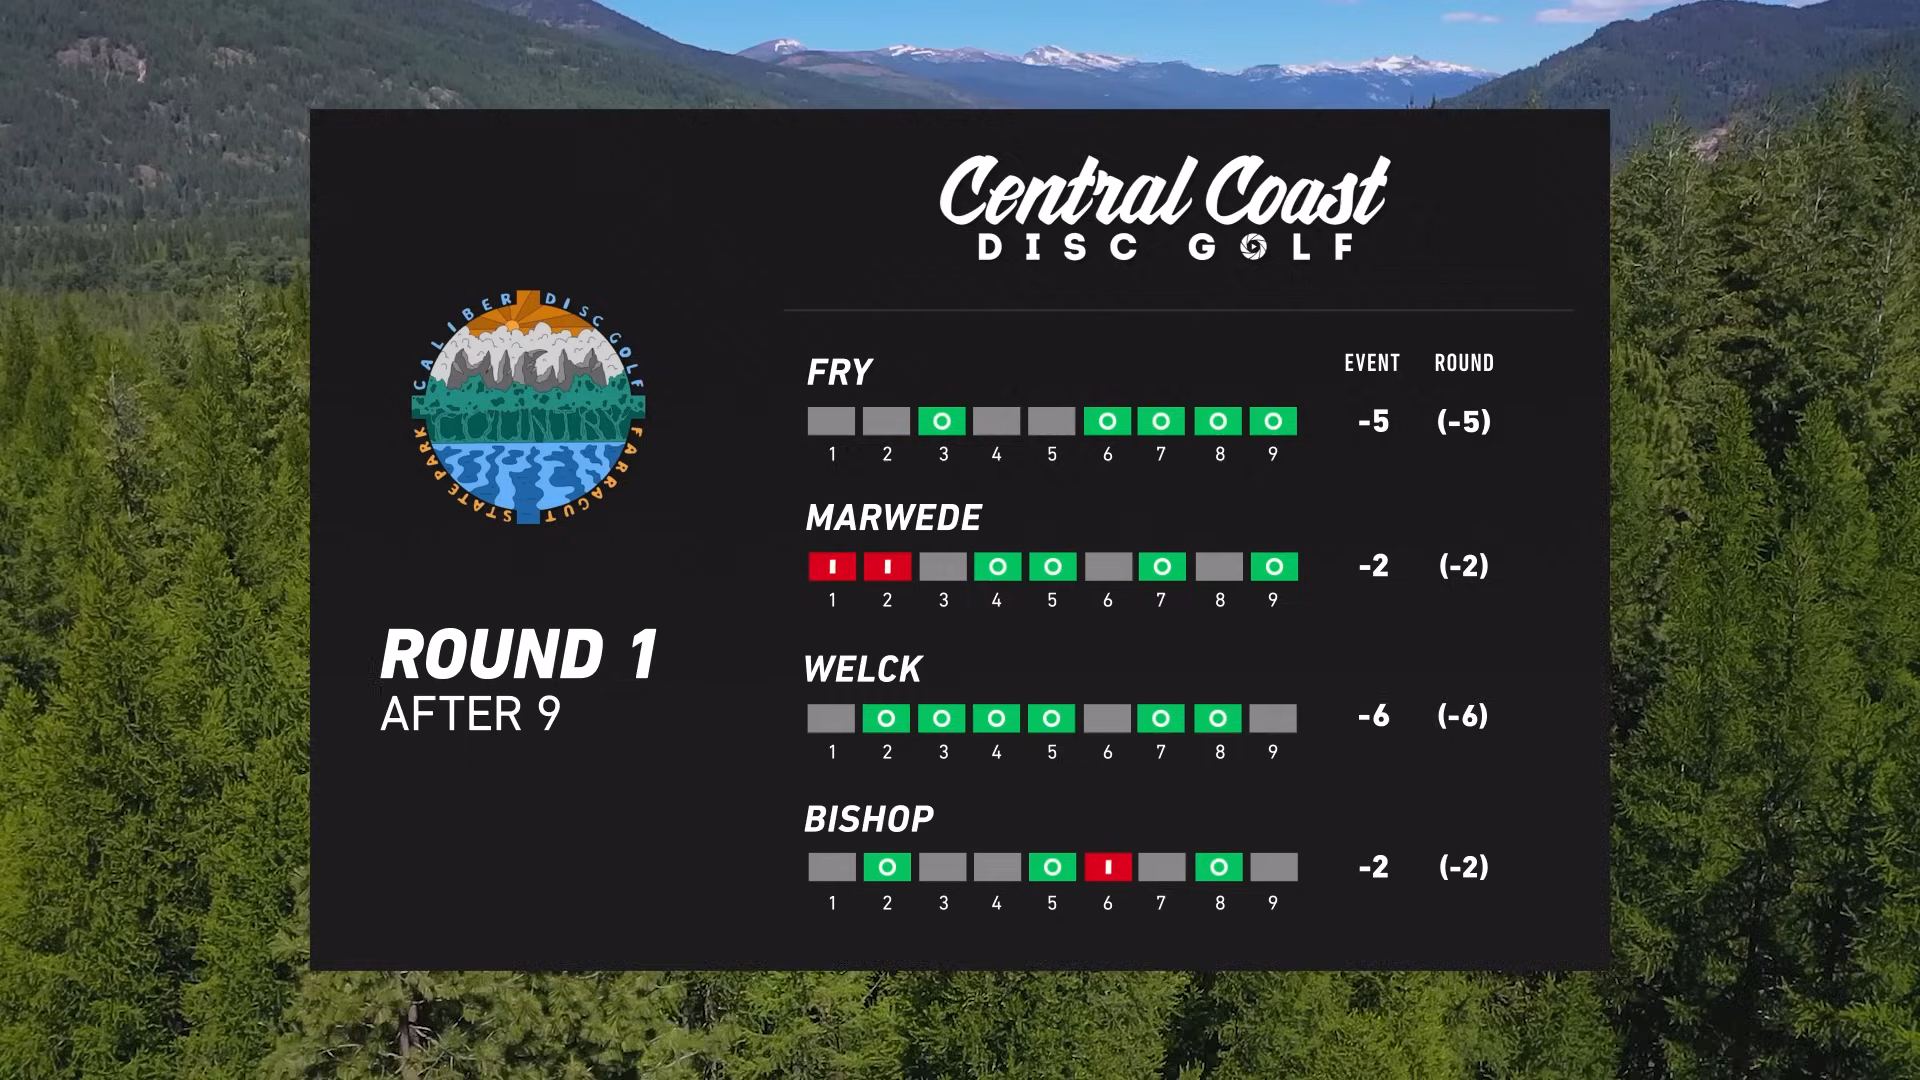 Central Coast
DISC GOLF
CALIBER DISC GOLF
COUNTRY
FARRAGUT STATE PARK
ROUND 1
AFTER 9
EVENT ROUND
FRY
O O O O O -5 (-5)
1 2 3 4 5 6 7 8 9
MARWEDE
I I O O O O -2 (-2)
1 2 3 4 5 6 7 8 9
WELCK
O O O O O O -6 (-6)
1 2 3 4 5 6 7 8 9
BISHOP
O O I O -2 (-2)
1 2 3 4 5 6 7 8 9